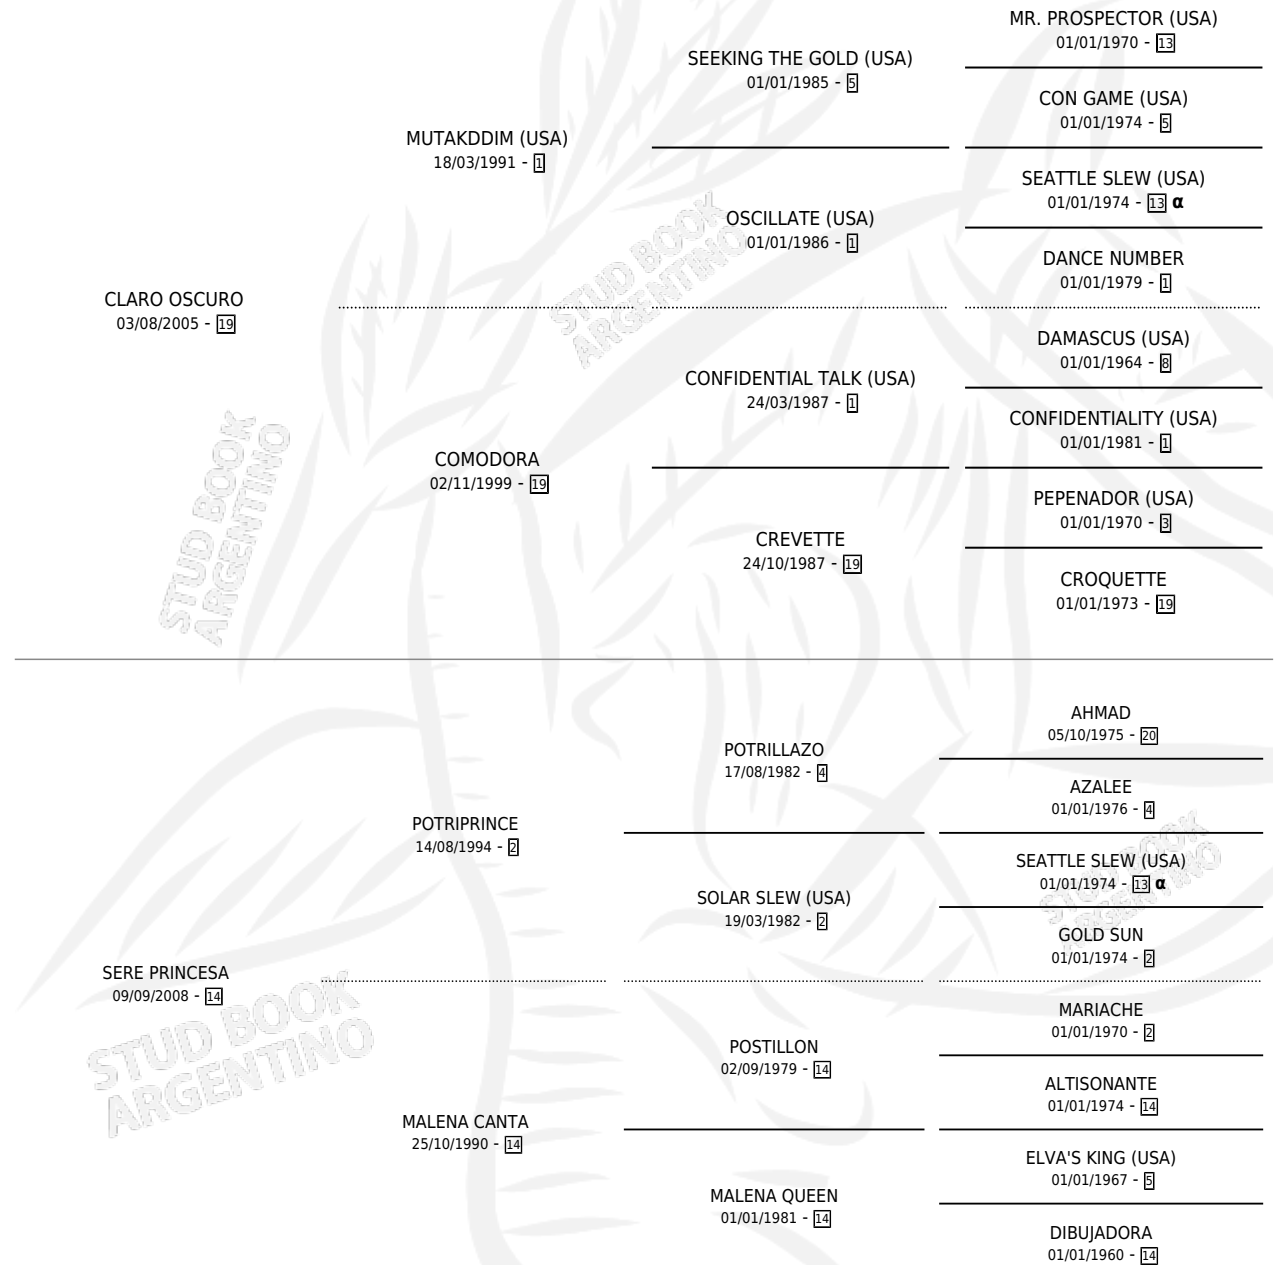 MR. PROSPECTOR (USA)
01/01/1970 - 13
SEEKING THE GOLD (USA)
01/01/1985 - 5
CON GAME (USA)
01/01/1974 - 5
MUTAKDDIM (USA)
18/03/1991 - 1
SEATTLE SLEW (USA)
01/01/1974 - 13 α
OSCILLATE (USA)
01/01/1986 - 1
DANCE NUMBER
01/01/1979 - 1
CLARO OSCURO
03/08/2005 - 19
DAMASCUS (USA)
01/01/1964 - 8
CONFIDENTIAL TALK (USA)
24/03/1987 - 1
CONFIDENTIALITY (USA)
01/01/1981 - 1
COMODORA
02/11/1999 - 19
PEPENADOR (USA)
01/01/1970 - 3
CREVETTE
24/10/1987 - 19
CROQUETTE
01/01/1973 - 19
AHMAD
05/10/1975 - 20
POTRILLAZO
17/08/1982 - 4
AZALEE
01/01/1976 - 4
POTRIPRINCE
14/08/1994 - 2
SEATTLE SLEW (USA)
01/01/1974 - 13 α
SOLAR SLEW (USA)
19/03/1982 - 2
GOLD SUN
01/01/1974 - 2
SERE PRINCESA
09/09/2008 - 14
MARIACHE
01/01/1970 - 2
POSTILLON
02/09/1979 - 14
ALTISONANTE
01/01/1974 - 14
MALENA CANTA
25/10/1990 - 14
ELVA'S KING (USA)
01/01/1967 - 5
MALENA QUEEN
01/01/1981 - 14
DIBUJADORA
01/01/1960 - 14
STUD BOOK
ARGENTINO
STUD BOOK
ARGENTINO
STUD BOOK
ARGENTINO
STUD BOOK
ARGENTINO